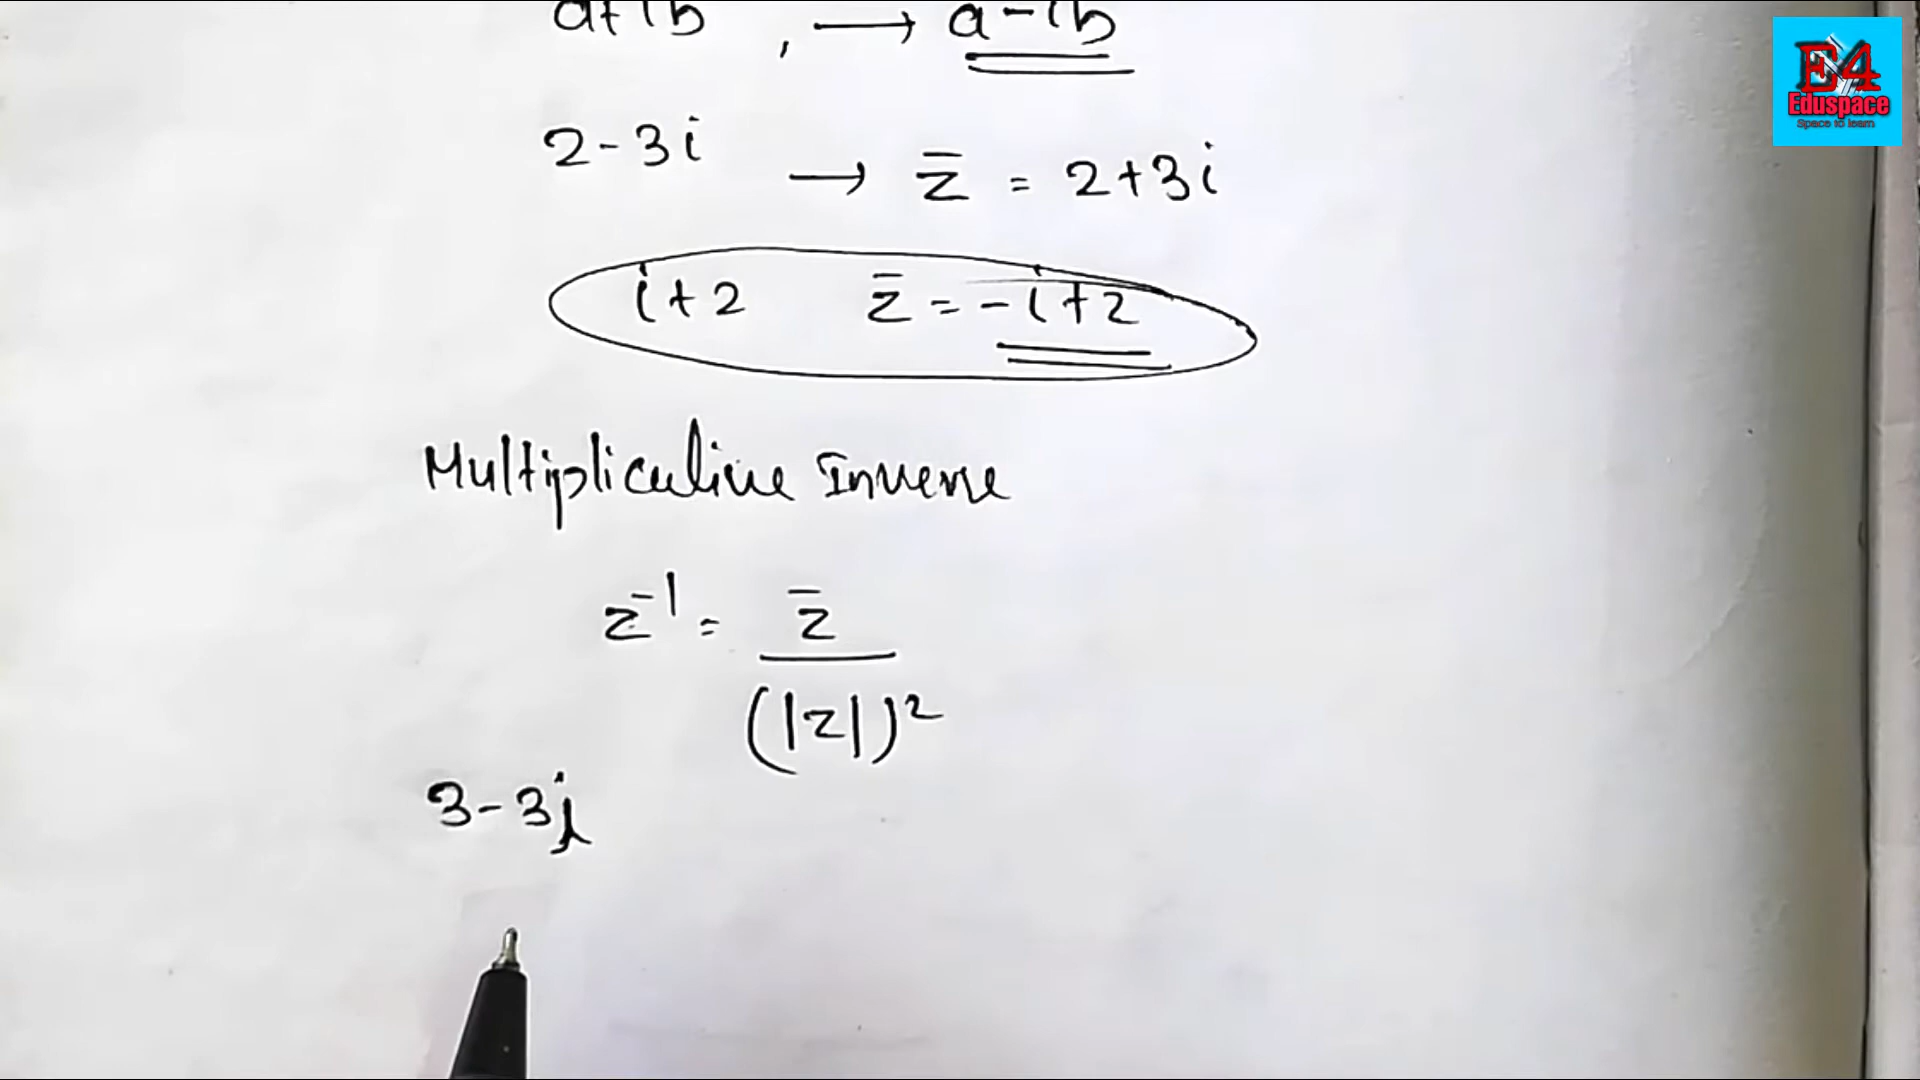 a+ib , → a-ib
2-3i → z̄ = 2+3i
i+2 z̄ = -i+2
Multiplicative Inverse
z⁻¹ = z̄ / (|z|)²
3-3i
E4
Eduspace
Space to learn